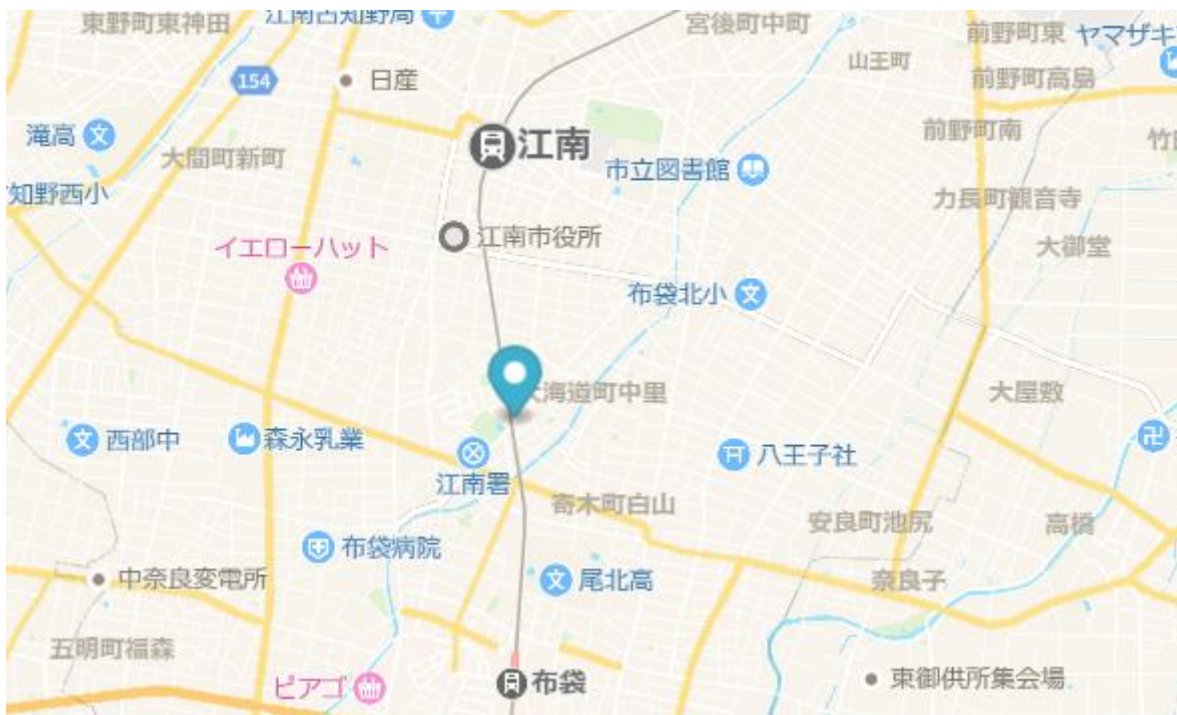 東野町東神田
江南古知野局
宮後町中町
前野町東
ヤマザキ
154
日産
山王町
前野町高島
滝高
大間町新町
江南
市立図書館
前野町南
竹
知野西小
力長町観音寺
江南市役所
イエローハット
大御堂
布袋北小
海道町中里
大屋敷
西部中
森永乳業
八王子社
江南署
寄木町白山
安良町池尻
高橋
布袋病院
中奈良変電所
尾北高
奈良子
五明町福森
ピアゴ
布袋
東御供所集会場